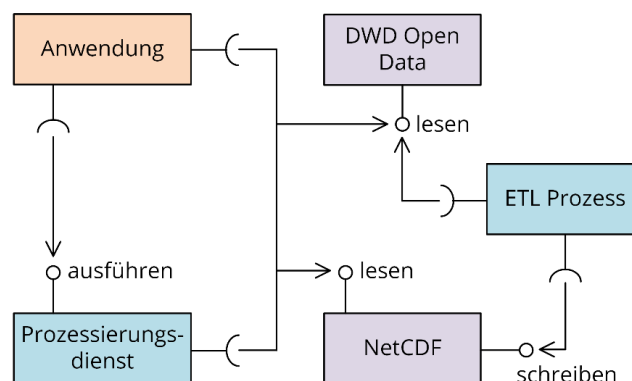 Anwendung
DWD Open
Data
lesen
ETL Prozess
ausführen
lesen
Prozessierungs-
dienst
NetCDF
schreiben